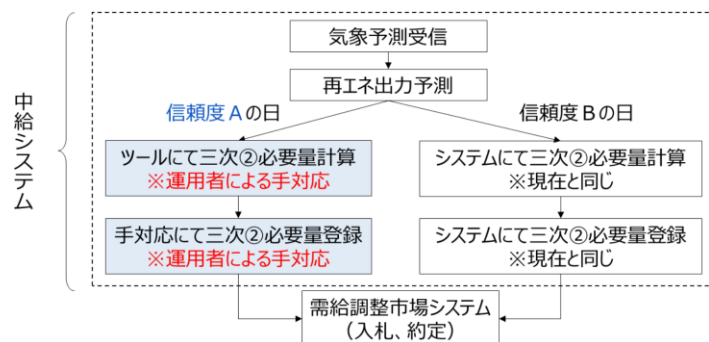 気象予測受信
再エネ出力予測
信頼度Aの日
信頼度Bの日
中給システム
ツールにて三次②必要量計算
※運用者による手対応
システムにて三次②必要量計算
※現在と同じ
手対応にて三次②必要量登録
※運用者による手対応
システムにて三次②必要量登録
※現在と同じ
需給調整市場システム
(入札、約定)